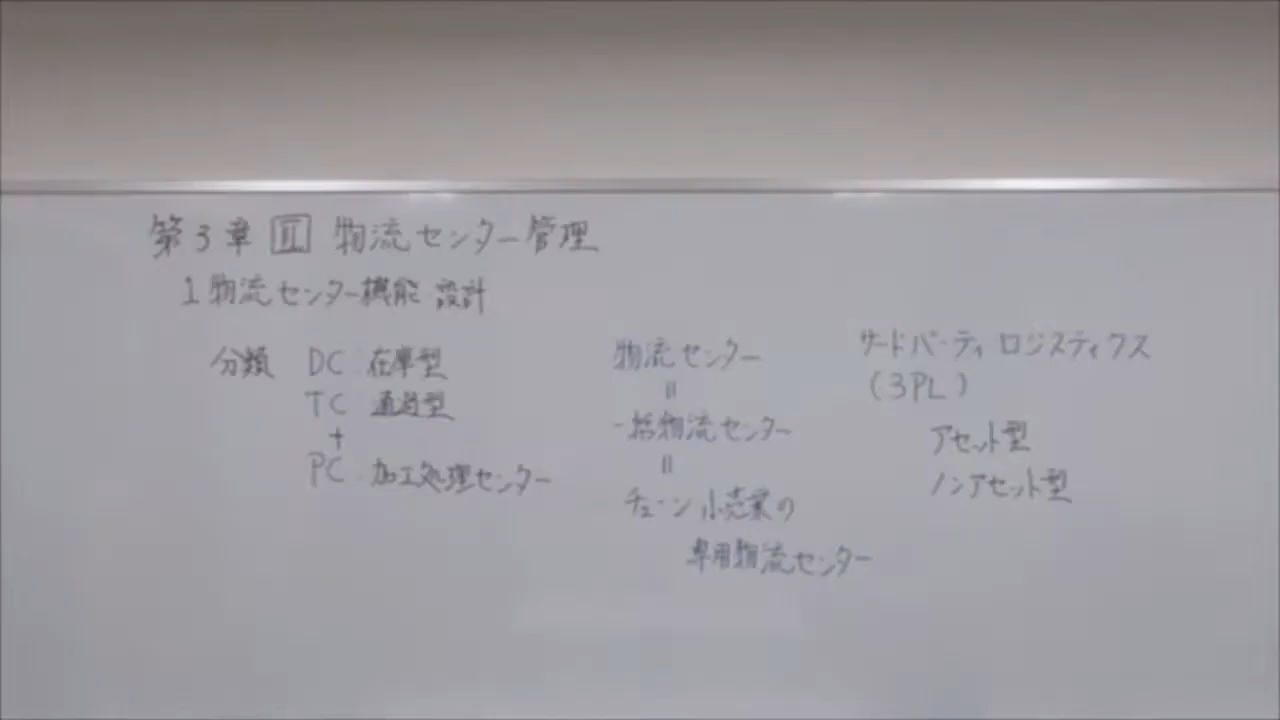 第3章 Ⅲ 物流センター管理
1 物流センター機能 設計
分類 DC 在庫型
TC 通過型
+
PC 加工処理センター
物流センター
=
一括物流センター
=
チェーン小売業の
専用物流センター
サードパーティ ロジスティクス
(3PL)
アセット型
ノンアセット型